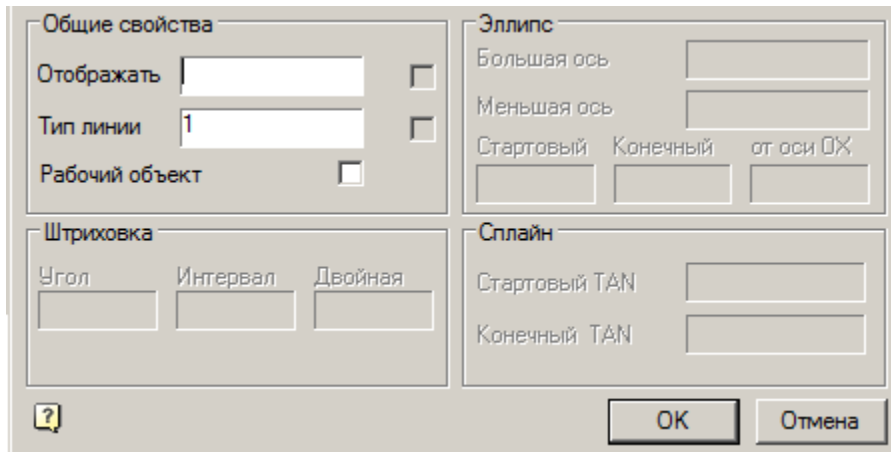 Общие свойства
Отображать
Тип линии
1
Рабочий объект
Эллипс
Большая ось
Меньшая ось
Стартовый Конечный от оси OX
Штриховка
Угол Интервал Двойная
Сплайн
Стартовый TAN
Конечный TAN
?
OK Отмена